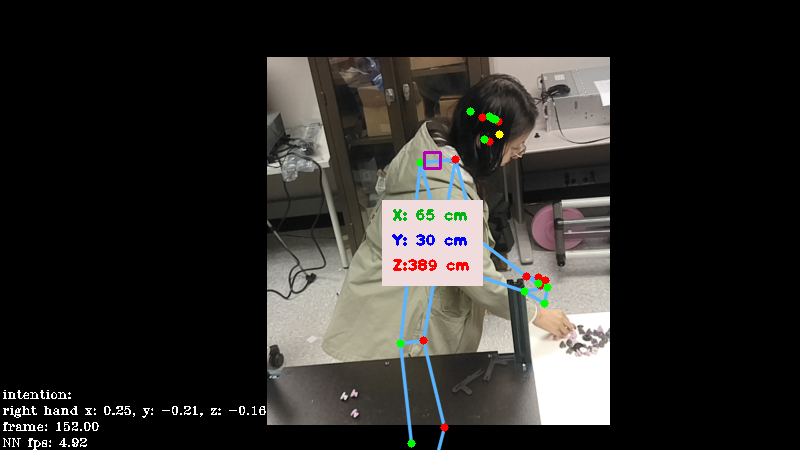 X: 65 cm
Y: 30 cm
Z:389 cm
intention:
right hand x: 0.25, y: -0.21, z: -0.16
frame: 152.00
NN fps: 4.92